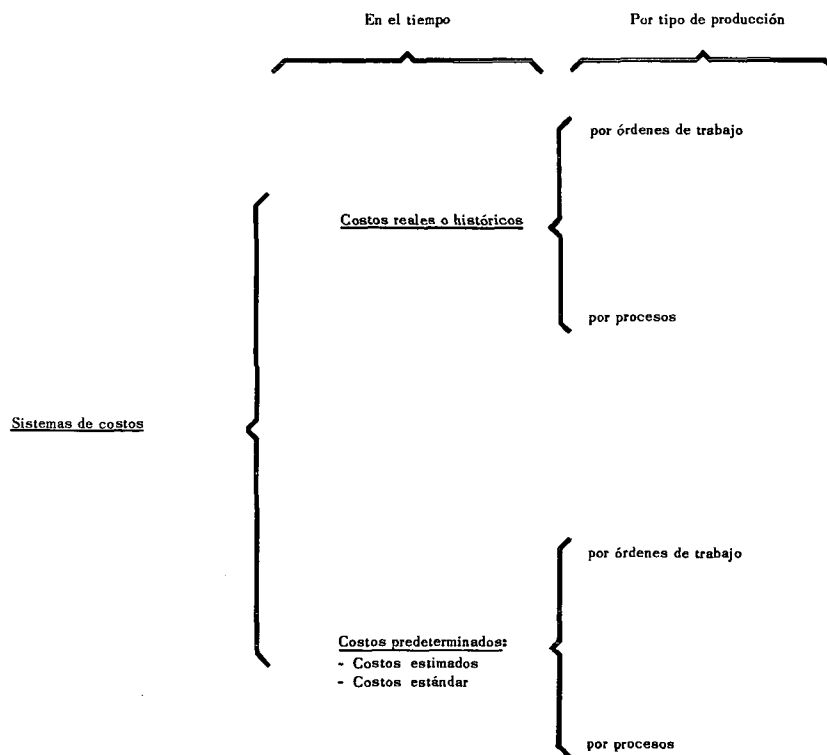 En el tiempo
Por tipo de producción
por órdenes de trabajo
Costos reales o históricos
por procesos
Sistemas de costos
por órdenes de trabajo
Costos predeterminados:
- Costos estimados
- Costos estándar
por procesos